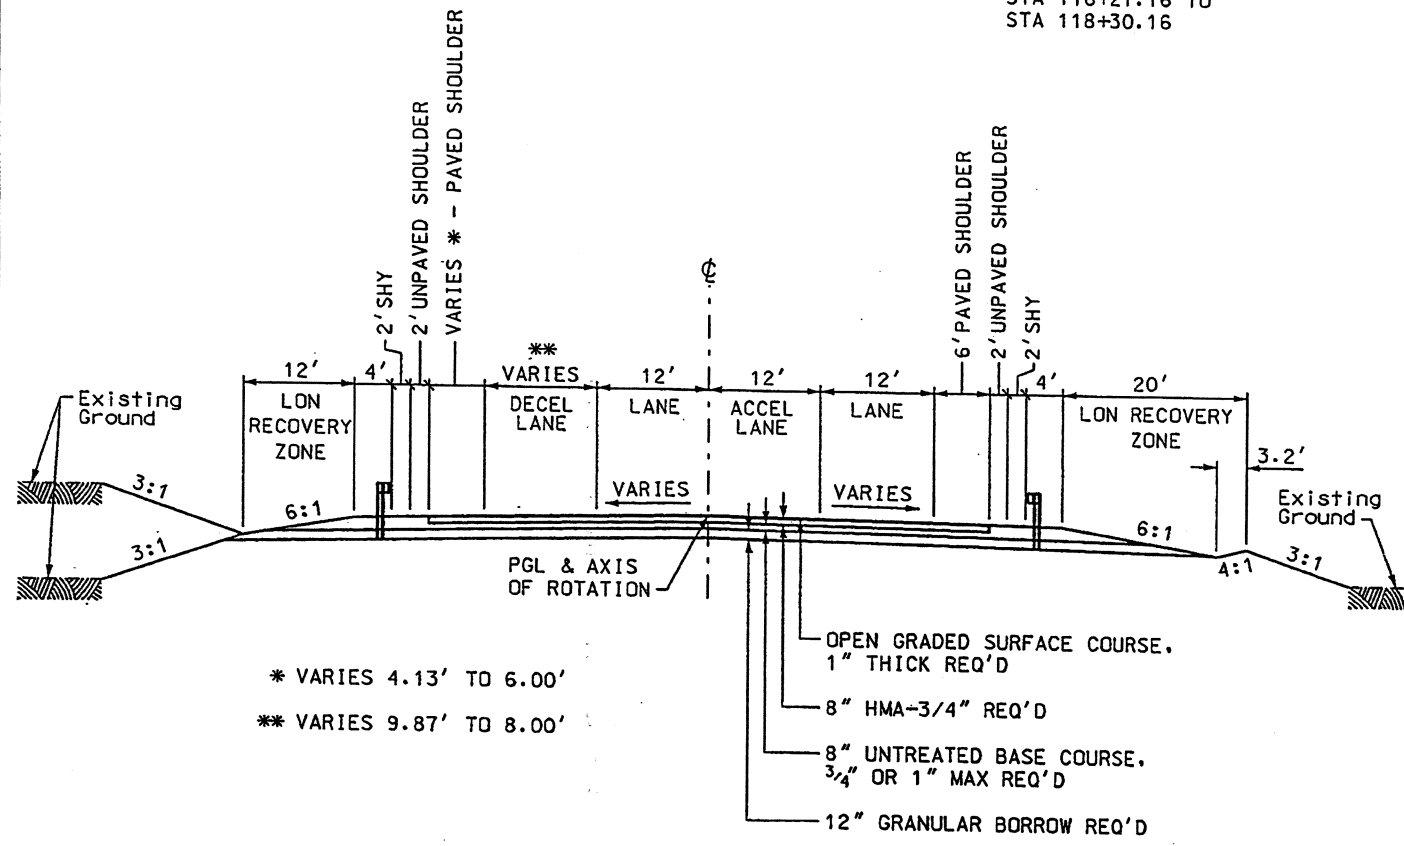 STA 118+30.16
VARIES * - PAVED SHOULDER
2' UNPAVED SHOULDER
2' SHY
6' PAVED SHOULDER
2' UNPAVED SHOULDER
2' SHY
℄
12'
4'
**
VARIES
12'
12'
12'
4'
20'
LON
RECOVERY
ZONE
DECEL
LANE
LANE
ACCEL
LANE
LANE
LON RECOVERY
ZONE
3.2'
Existing
Ground
Existing
Ground
3:1
6:1
VARIES
VARIES
3:1
6:1
4:1
3:1
PGL & AXIS
OF ROTATION
OPEN GRADED SURFACE COURSE,
1" THICK REQ'D
8" HMA-3/4" REQ'D
8" UNTREATED BASE COURSE,
3/4" OR 1" MAX REQ'D
12" GRANULAR BORROW REQ'D
* VARIES 4.13' TO 6.00'
** VARIES 9.87' TO 8.00'